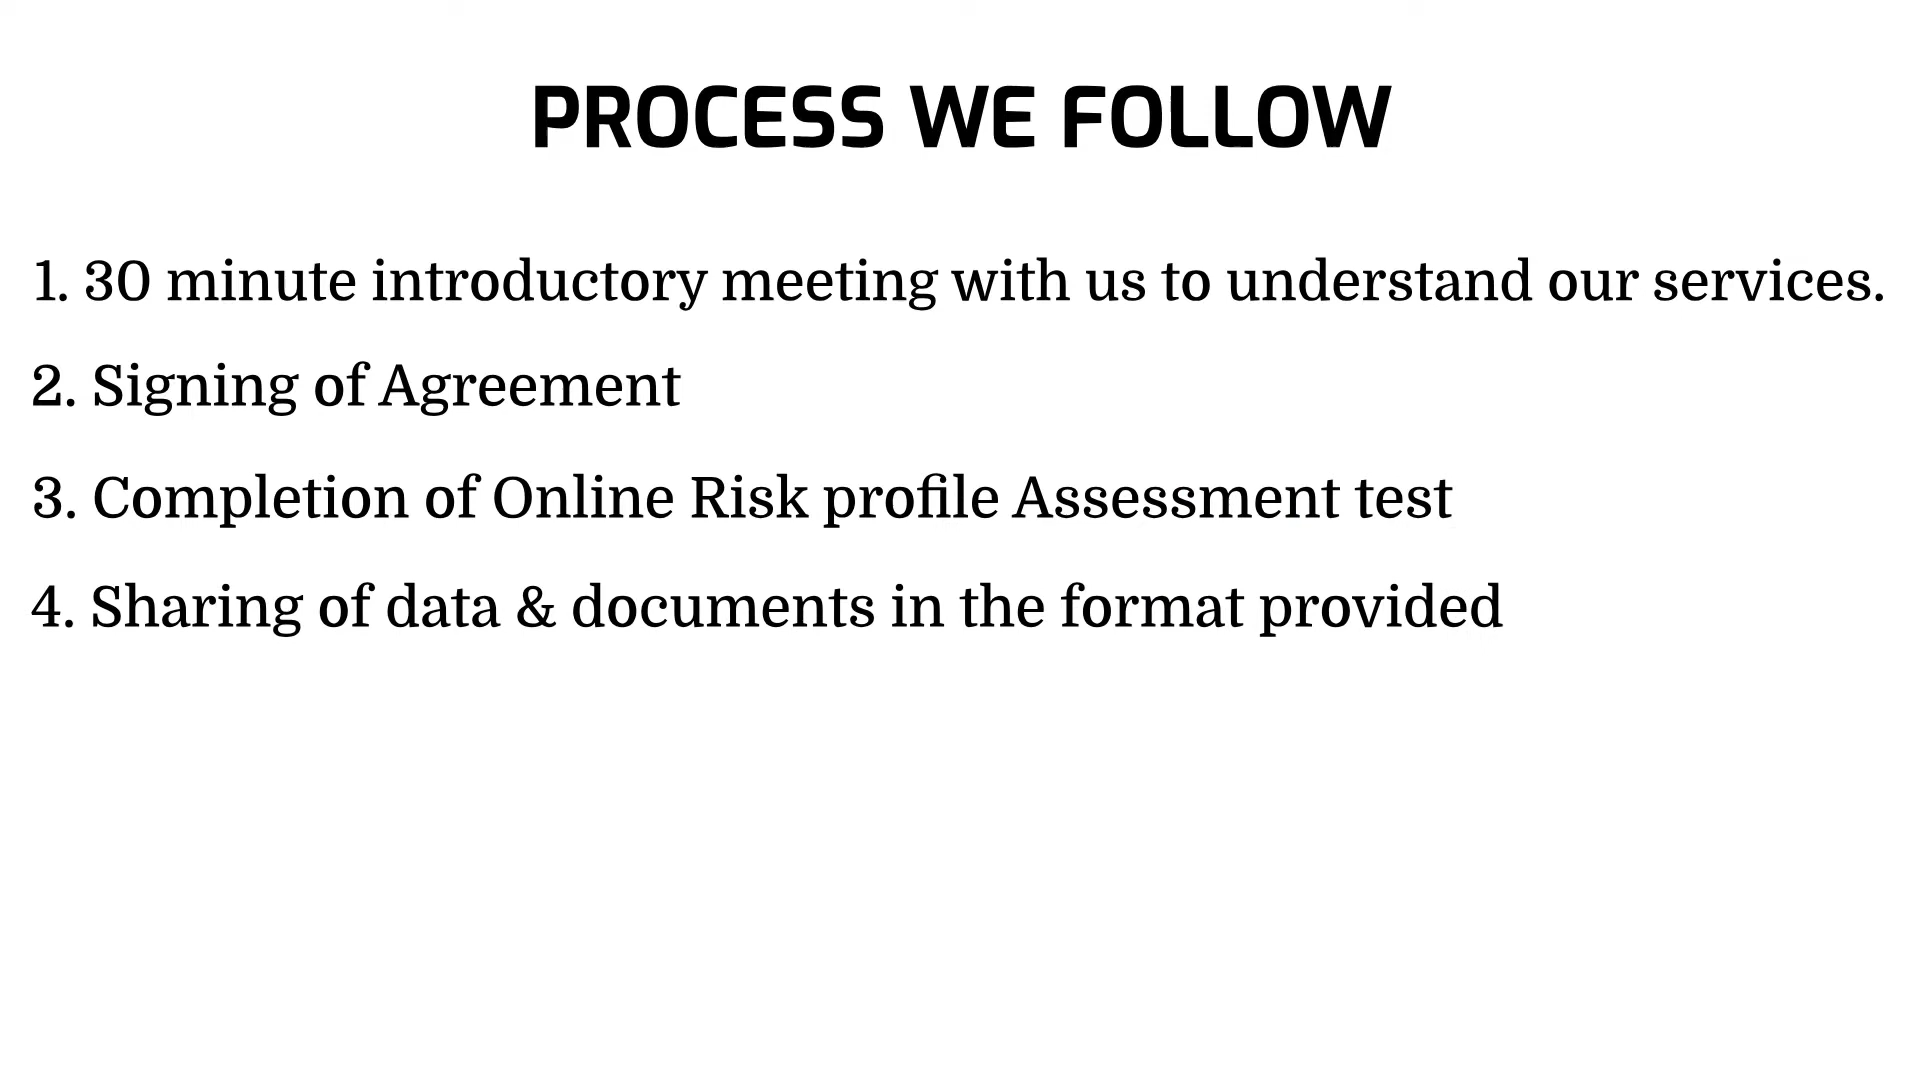 PROCESS WE FOLLOW
1. 30 minute introductory meeting with us to understand our services.
2. Signing of Agreement
3. Completion of Online Risk profile Assessment test
4. Sharing of data & documents in the format provided